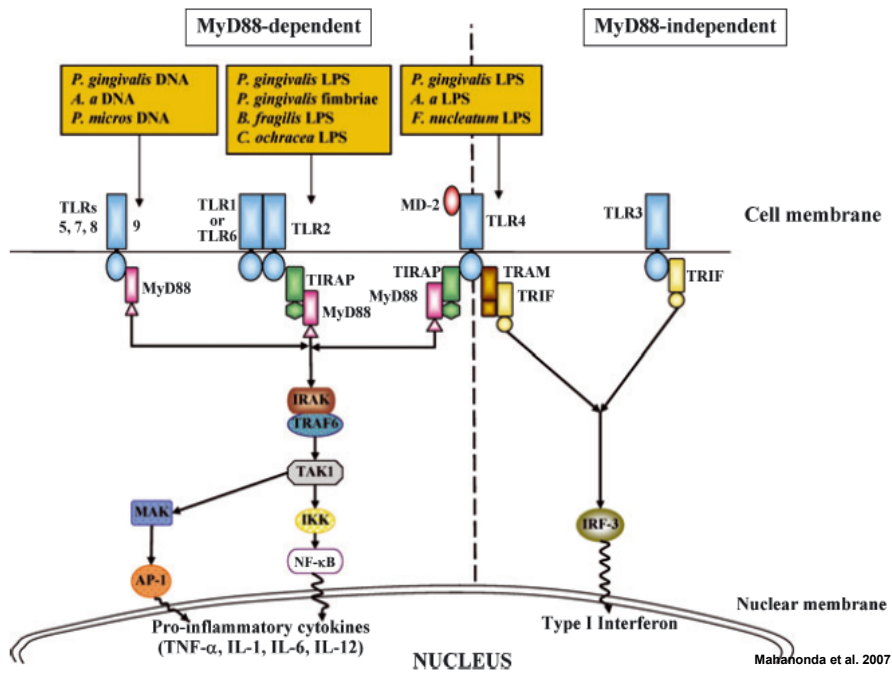 MyD88-dependent
MyD88-independent
P. gingivalis DNA
A. a DNA
P. micros DNA
P. gingivalis LPS
P. gingivalis fimbriae
B. fragilis LPS
C. ochracea LPS
P. gingivalis LPS
A. a LPS
F. nucleatum LPS
TLRs
5, 7, 8
9
TLR1
or
TLR6
TLR2
MD-2
TLR4
TLR3
Cell membrane
MyD88
TIRAP
MyD88
TIRAP
MyD88
TRAM
TRIF
TRIF
IRAK
TRAF6
TAK1
MAK
IKK
IRF-3
AP-1
NF-κB
Nuclear membrane
Pro-inflammatory cytokines
(TNF-α, IL-1, IL-6, IL-12)
Type I Interferon
NUCLEUS
Mahanonda et al. 2007